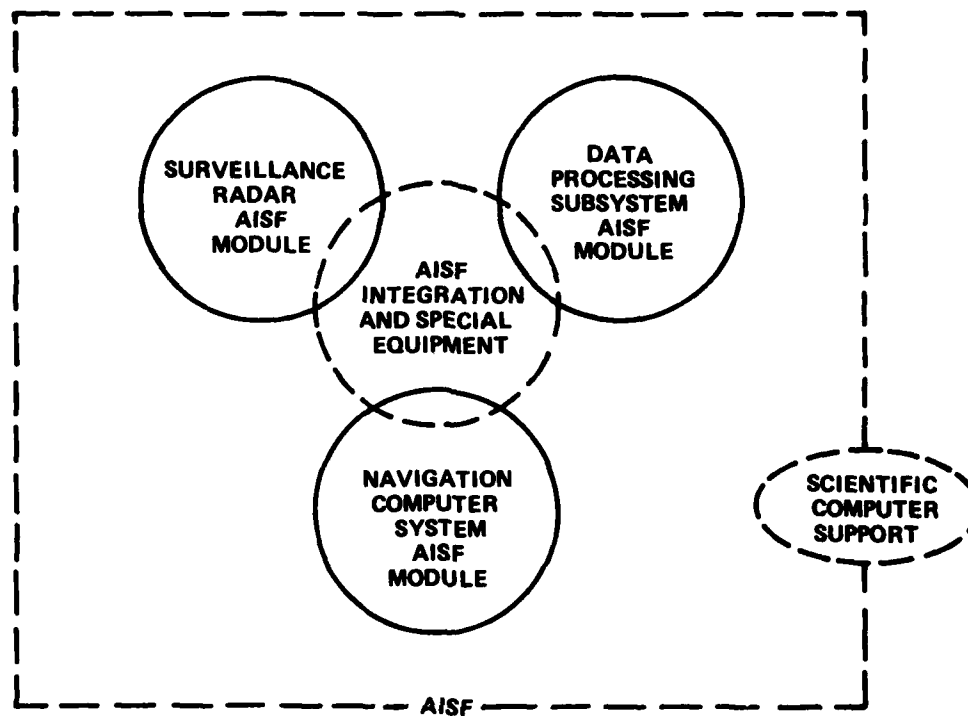 SURVEILLANCE
RADAR
AISF
MODULE
DATA
PROCESSING
SUBSYSTEM
AISF
MODULE
AISF
INTEGRATION
AND SPECIAL
EQUIPMENT
NAVIGATION
COMPUTER
SYSTEM
AISF
MODULE
SCIENTIFIC
COMPUTER
SUPPORT
AISF